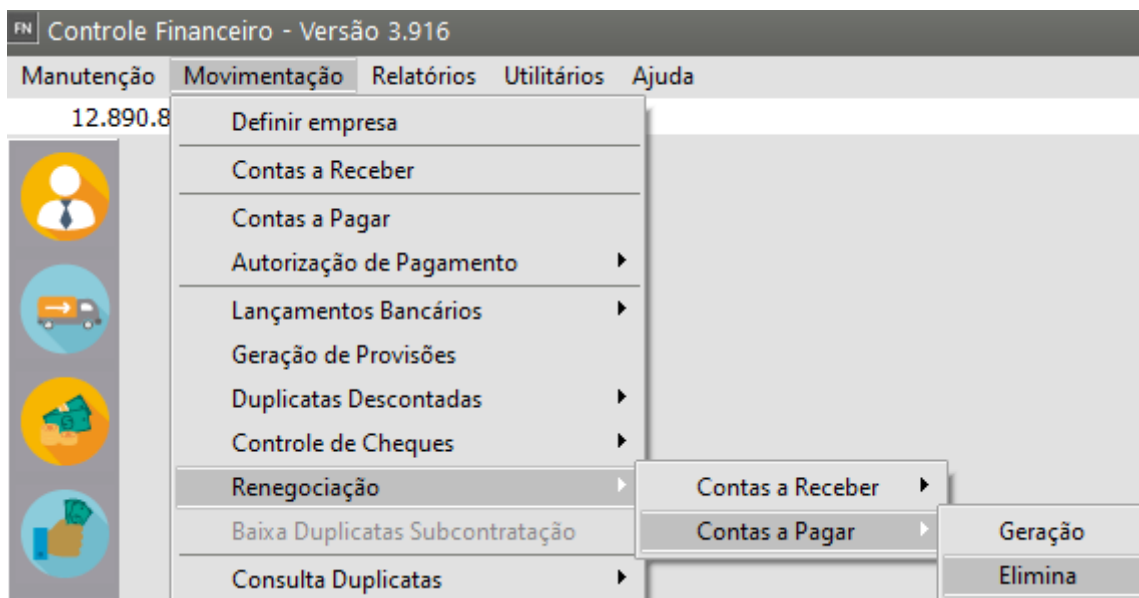 FN Controle Financeiro - Versão 3.916
Manutenção Movimentação Relatórios Utilitários Ajuda
12.890.8
Definir empresa
Contas a Receber
Contas a Pagar
Autorização de Pagamento
Lançamentos Bancários
Geração de Provisões
Duplicatas Descontadas
Controle de Cheques
Renegociação
Baixa Duplicatas Subcontratação
Consulta Duplicatas
Contas a Receber
Contas a Pagar
Geração
Elimina